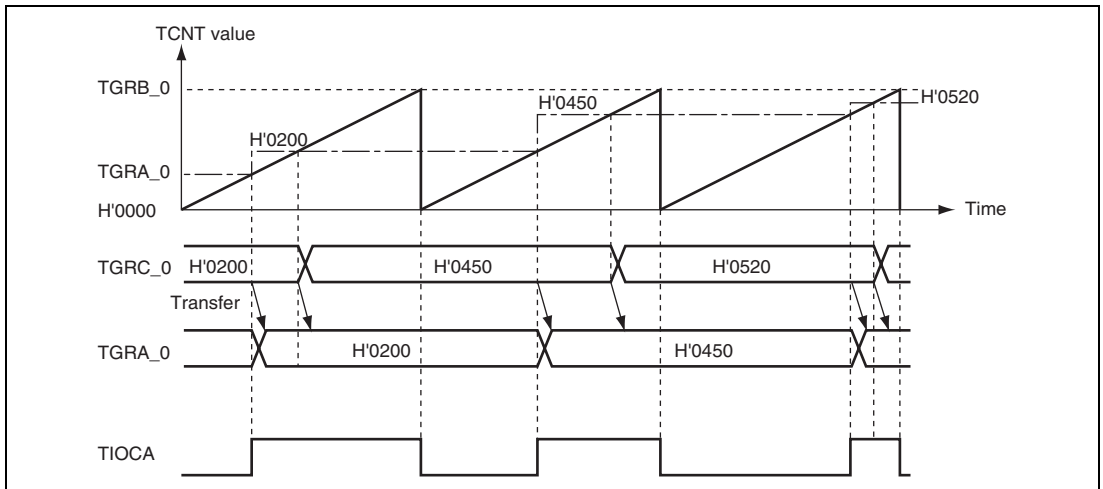 TCNT value
TGRB_0
H'0450
H'0520
H'0200
TGRA_0
H'0000
Time
TGRC_0
H'0200
H'0450
H'0520
Transfer
TGRA_0
H'0200
H'0450
TIOCA